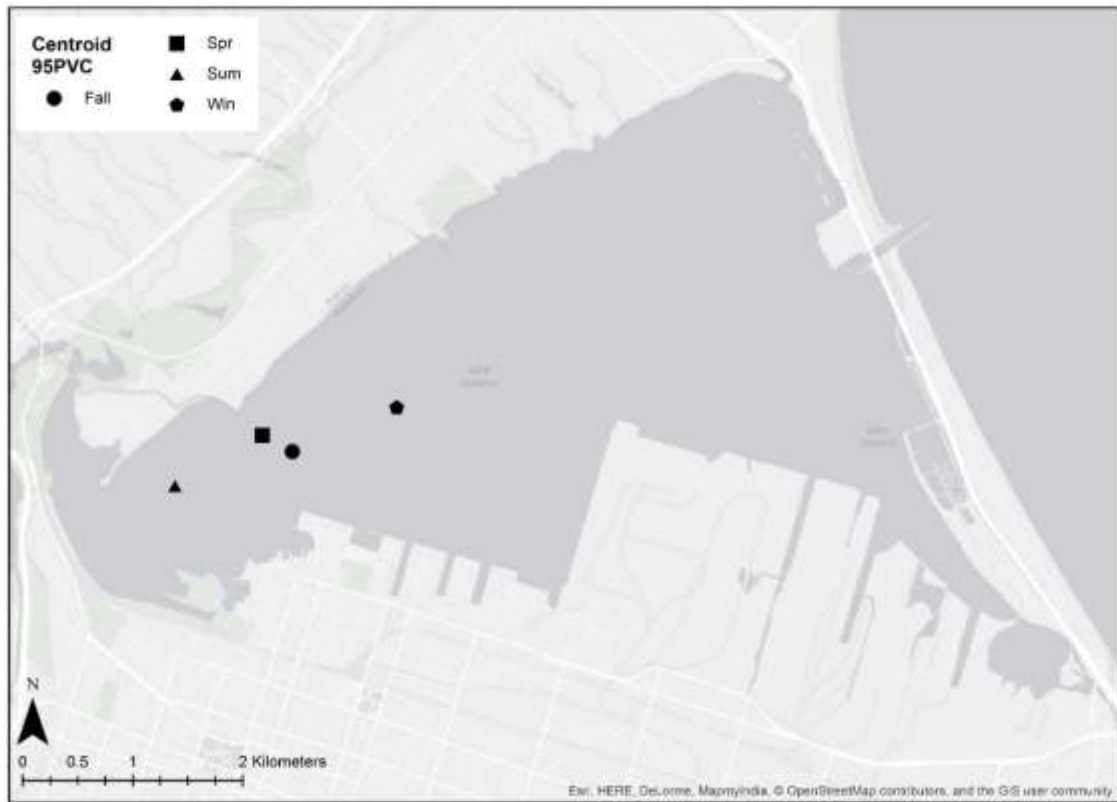 Centroid
95PVC
Fall
Spr
Sum
Win
N
0 0.5 1 2 Kilometers
Esri, HERE, DeLorme, MapmyIndia, © OpenStreetMap contributors, and the GIS user community